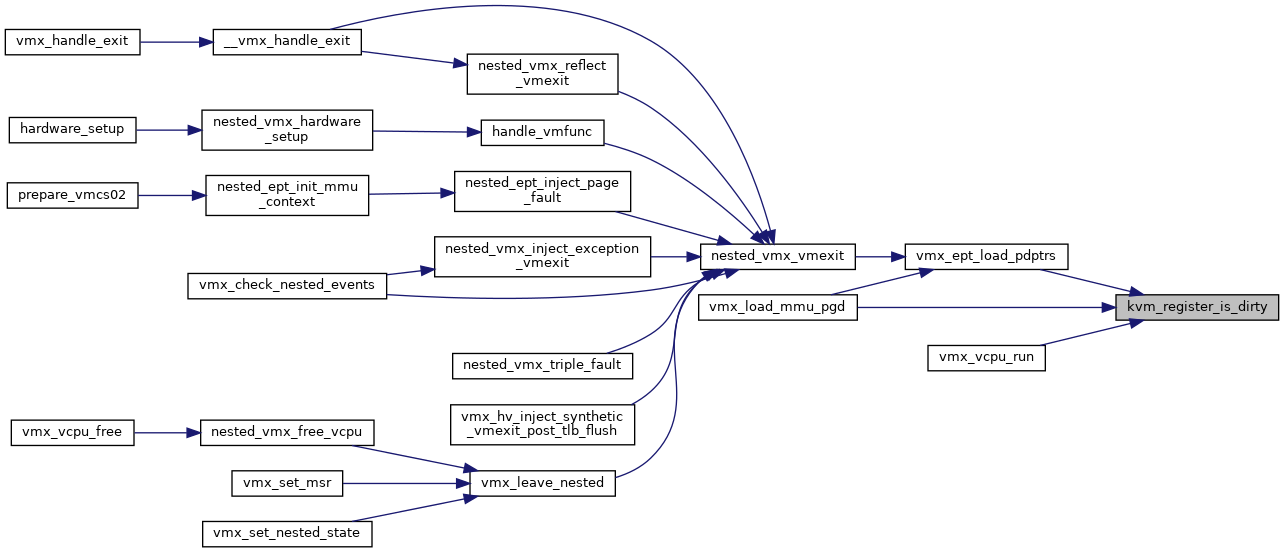 vmx_handle_exit
__vmx_handle_exit
nested_vmx_reflect
_vmexit
hardware_setup
nested_vmx_hardware
_setup
handle_vmfunc
prepare_vmcs02
nested_ept_init_mmu
_context
nested_ept_inject_page
_fault
nested_vmx_inject_exception
_vmexit
vmx_check_nested_events
nested_vmx_vmexit
vmx_ept_load_pdptrs
vmx_load_mmu_pgd
kvm_register_is_dirty
vmx_vcpu_run
nested_vmx_triple_fault
vmx_hv_inject_synthetic
_vmexit_post_tlb_flush
vmx_vcpu_free
nested_vmx_free_vcpu
vmx_set_msr
vmx_leave_nested
vmx_set_nested_state